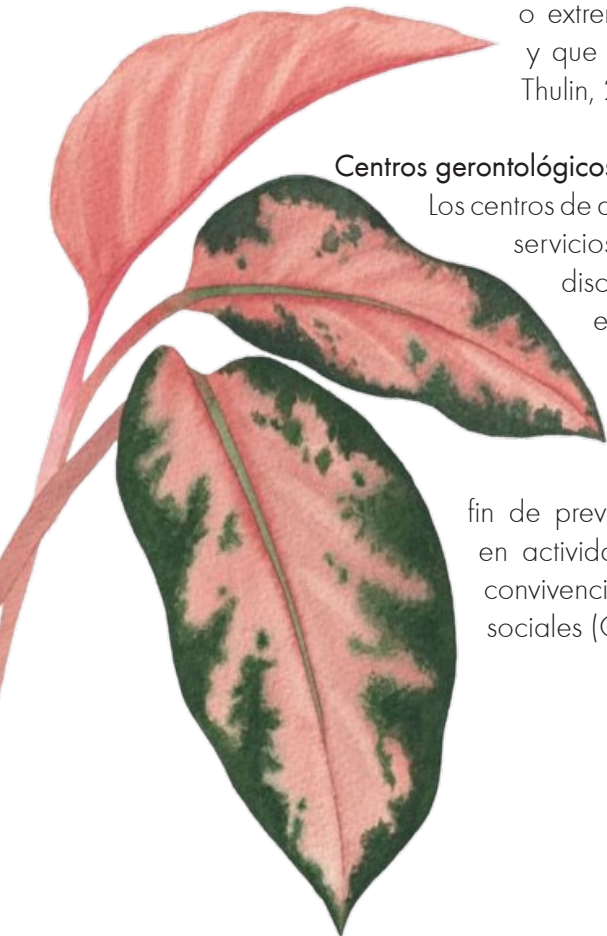 o extre
y que
Thulin,
Centros gerontológicos
Los centros de
servicios
disc
e
fin de prev
en activida
convivenci
sociales (